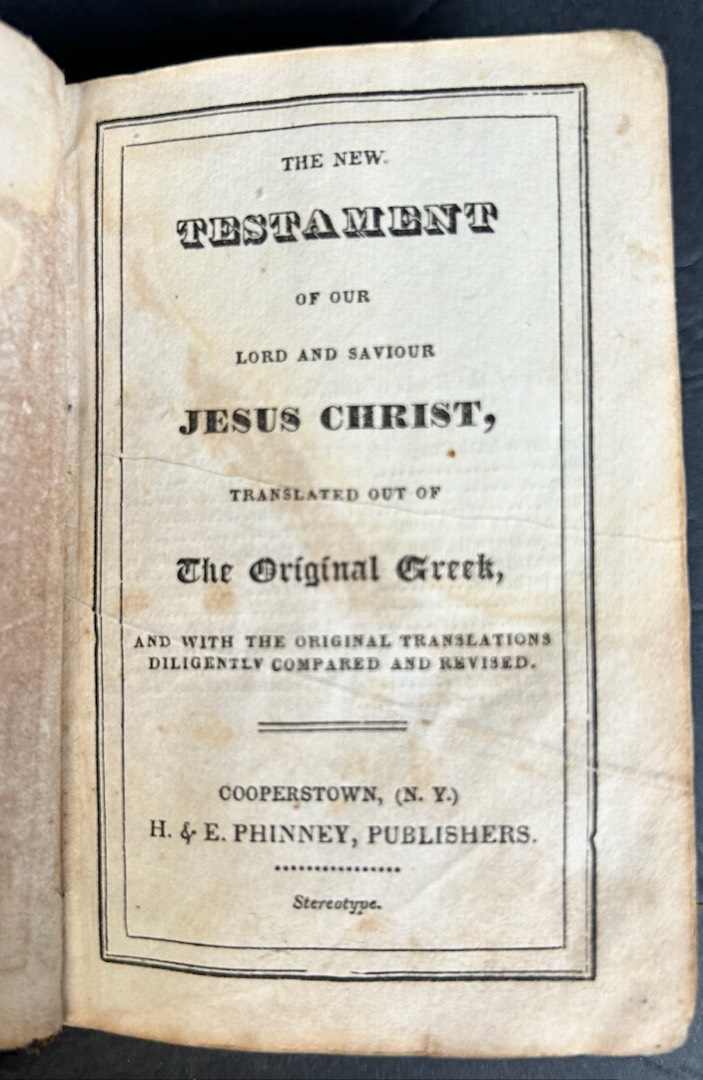 THE NEW
TESTAMENT
OF OUR
LORD AND SAVIOUR
JESUS CHRIST,
TRANSLATED OUT OF
The Original Greek,
AND WITH THE ORIGINAL TRANSLATIONS
DILIGENTLY COMPARED AND REVISED.
COOPERSTOWN, (N. Y.)
H. & E. PHINNEY, PUBLISHERS.
Stereotype.